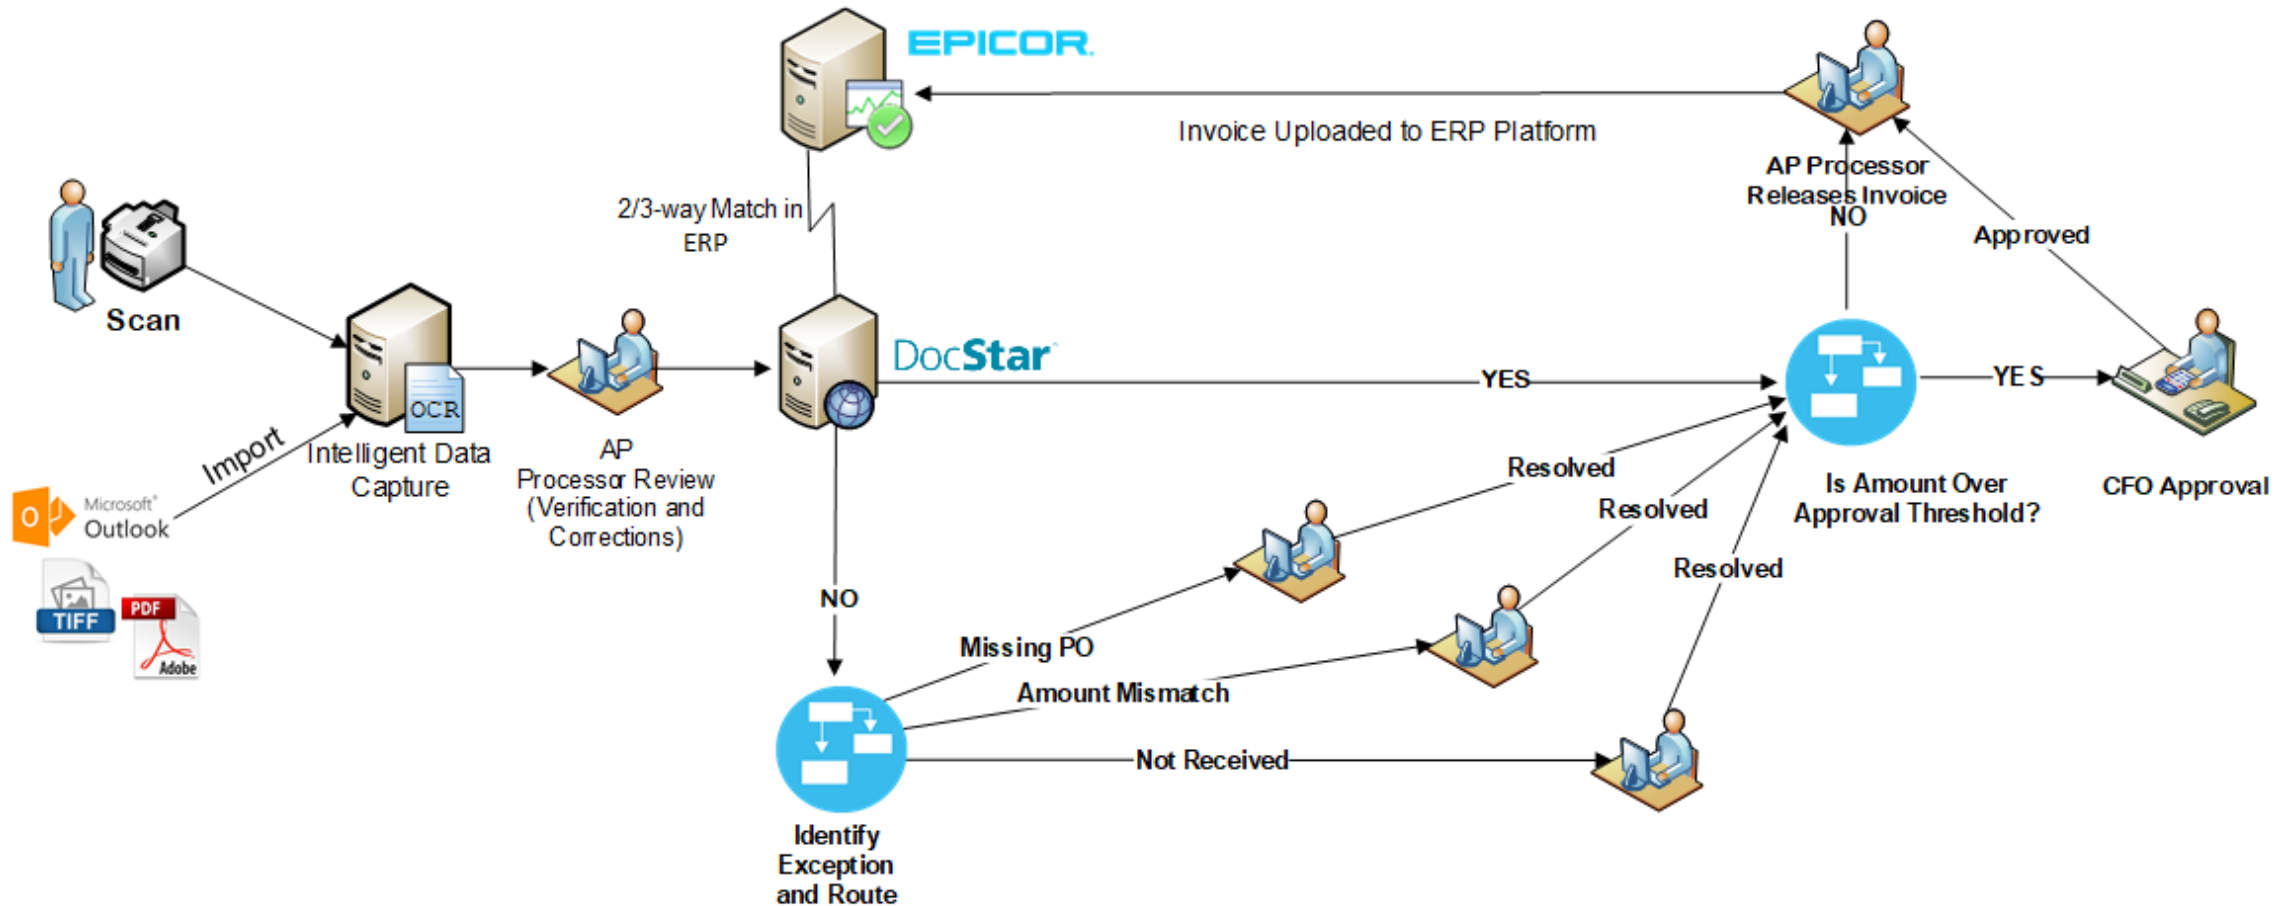 EPICOR.
Invoice Uploaded to ERP Platform
AP Processor
Releases Invoice
NO
Approved
2/3-way Match in
ERP
Scan
DocStar
YES
YES
OCR
Import
Intelligent Data
Capture
AP
Processor Review
(Verification and
Corrections)
Microsoft
Outlook
TIFF
PDF
Adobe
Resolved
Resolved
Resolved
Is Amount Over
Approval Threshold?
CFO Approval
NO
Missing PO
Amount Mismatch
Not Received
Identify
Exception
and Route